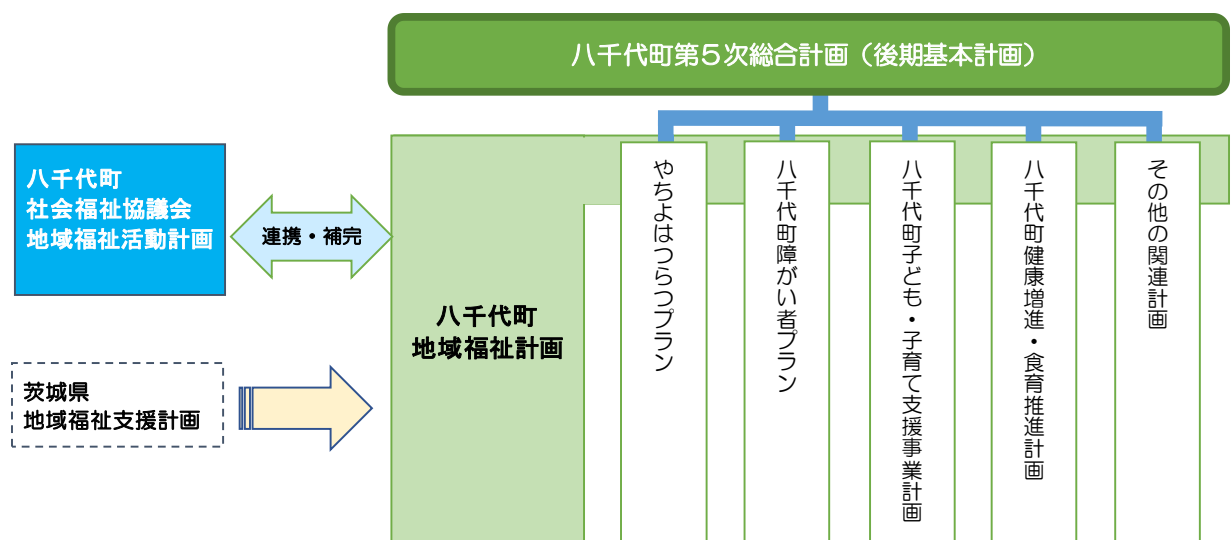 八千代町第５次総合計画（後期基本計画）
八千代町
社会福祉協議会
地域福祉活動計画
連携・補完
八千代町
地域福祉計画
茨城県
地域福祉支援計画
やちよはつらつプラン
八千代町障がい者プラン
八千代町子ども・子育て支援事業計画
八千代町健康増進・食育推進計画
その他の関連計画